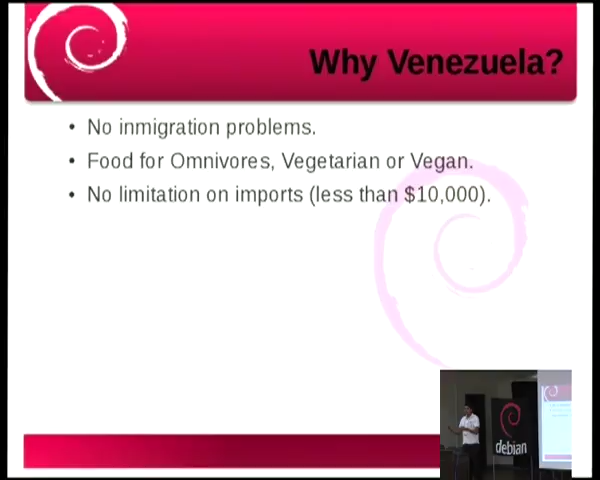 Why Venezuela?
• No inmigration problems.
• Food for Omnivores, Vegetarian or Vegan.
• No limitation on imports (less than $10,000).
debian